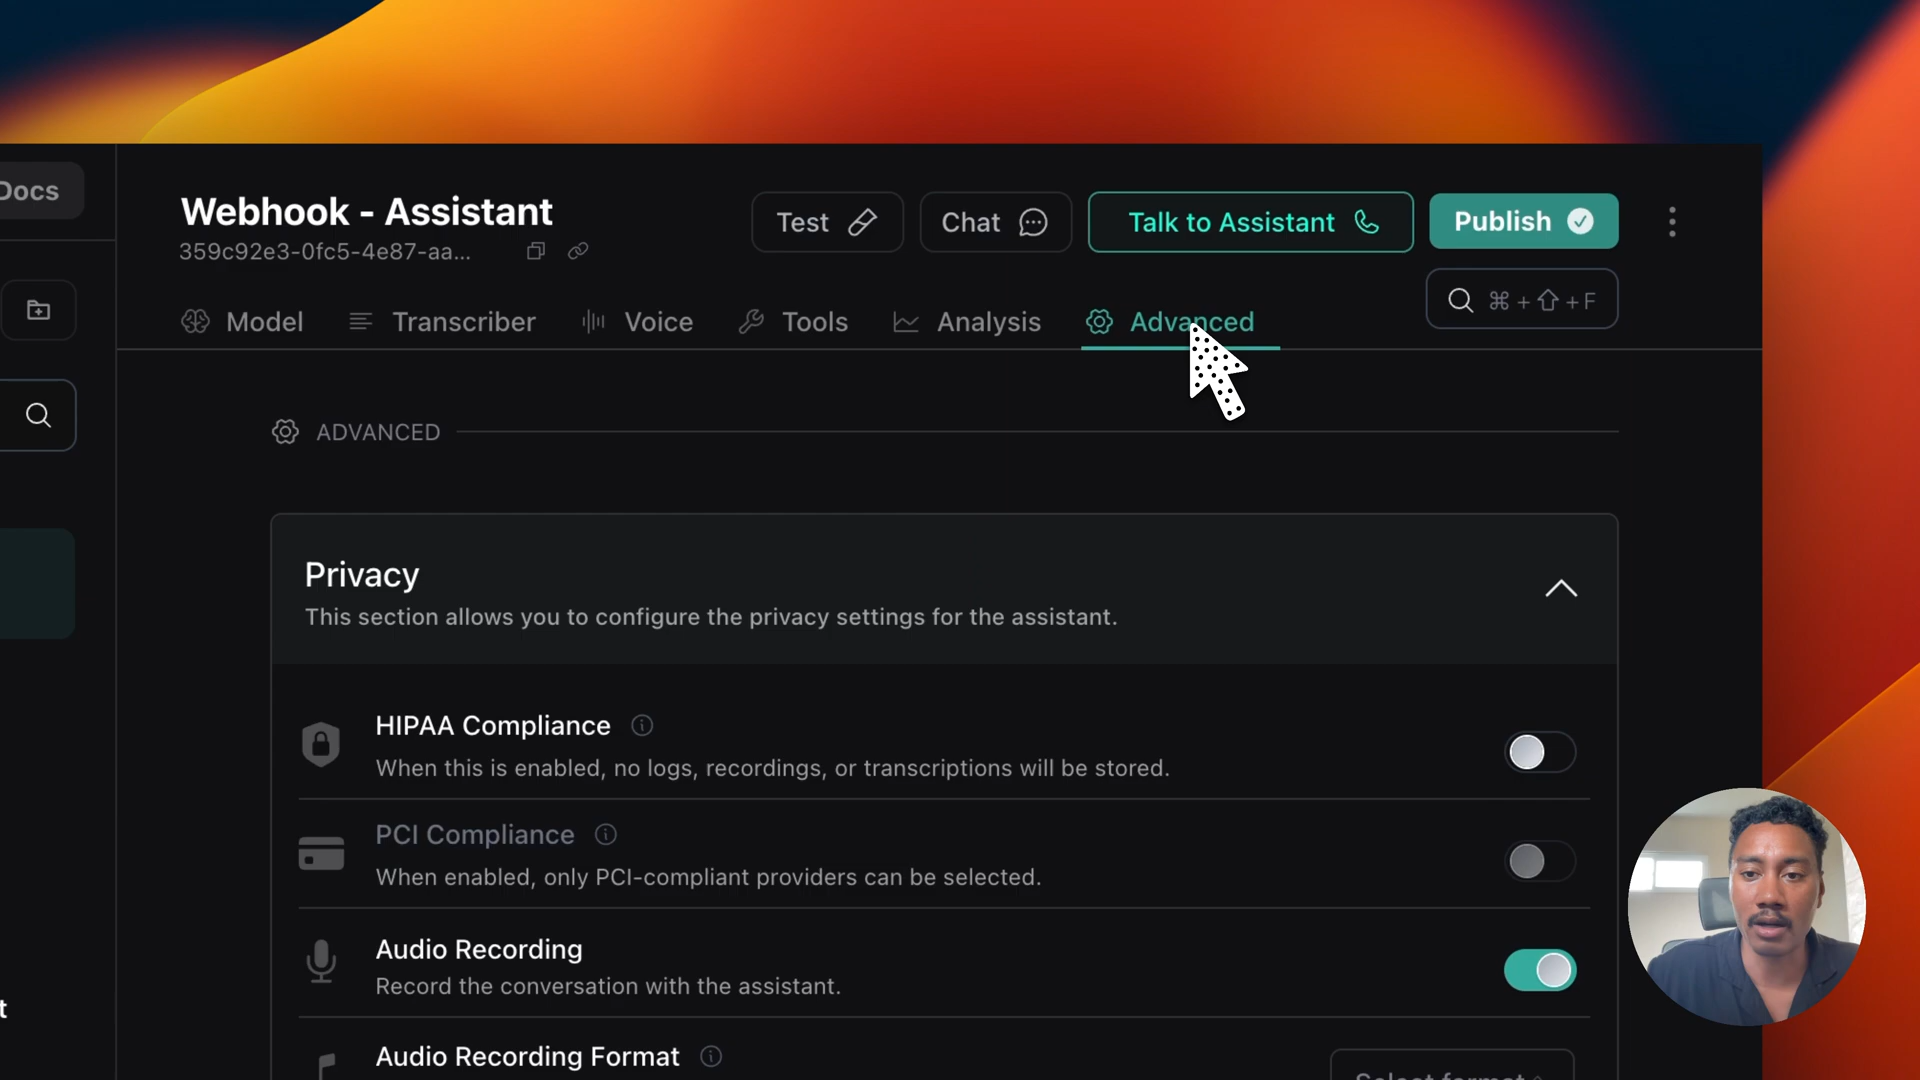 Docs
Webhook - Assistant
359c92e3-0fc5-4e87-aa...
Test
Chat
Talk to Assistant
Publish
⌘ + ⇧ + F
Model
Transcriber
Voice
Tools
Analysis
Advanced
ADVANCED
Privacy
This section allows you to configure the privacy settings for the assistant.
HIPAA Compliance
When this is enabled, no logs, recordings, or transcriptions will be stored.
PCI Compliance
When enabled, only PCI-compliant providers can be selected.
Audio Recording
Record the conversation with the assistant.
t
Audio Recording Format
Select format